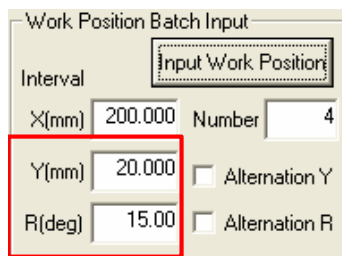 Work Position Batch Input
Input Work Position
Interval
X(mm) 200.000 Number 4
Y(mm) 20.000 Alternation Y
R(deg) 15.00 Alternation R